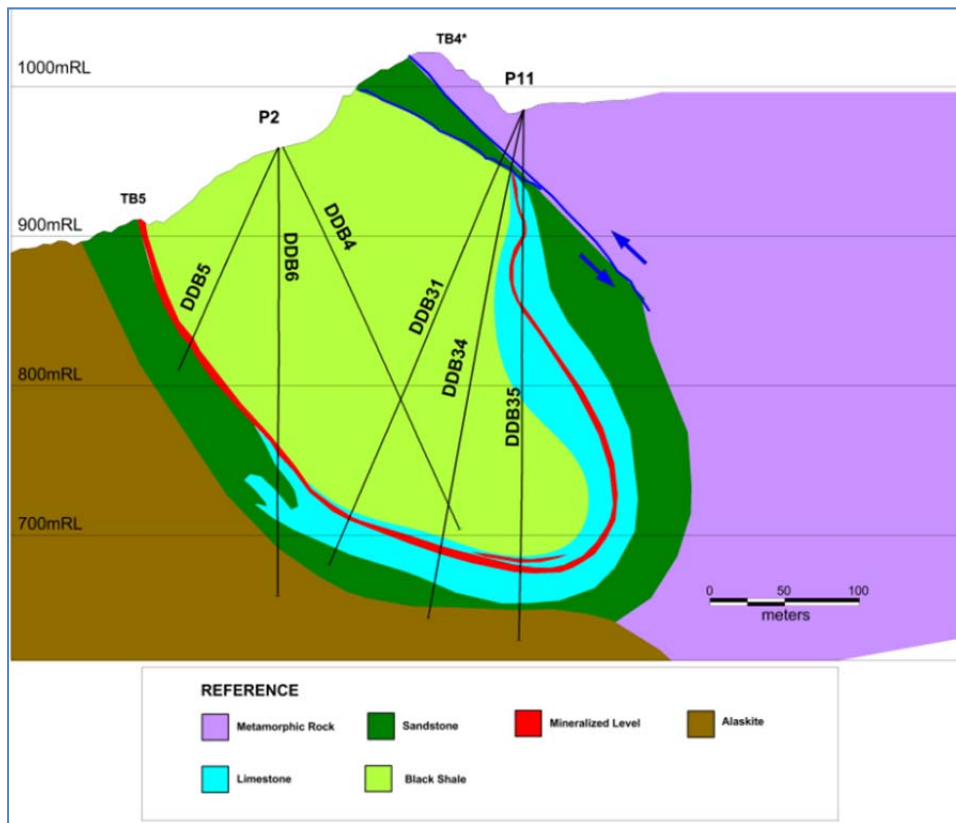 TB4*
1000mRL
P11
P2
TB5
900mRL
DDB5
DDB6
DDB4
DDB31
DDB34
DDB35
800mRL
700mRL
0 50 100
meters
REFERENCE
Metamorphic Rock
Sandstone
Mineralized Level
Alaskite
Limestone
Black Shale